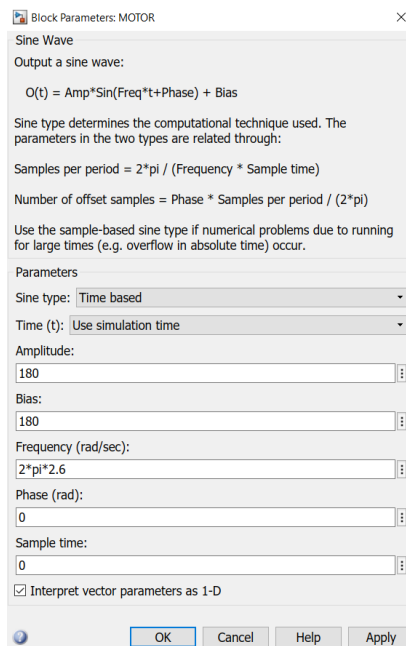 Block Parameters: MOTOR
Sine Wave
Output a sine wave:
O(t) = Amp*Sin(Freq*t+Phase) + Bias
Sine type determines the computational technique used. The
parameters in the two types are related through:
Samples per period = 2*pi / (Frequency * Sample time)
Number of offset samples = Phase * Samples per period / (2*pi)
Use the sample-based sine type if numerical problems due to running
for large times (e.g. overflow in absolute time) occur.
Parameters
Sine type: Time based
Time (t): Use simulation time
Amplitude:
180
Bias:
180
Frequency (rad/sec):
2*pi*2.6
Phase (rad):
0
Sample time:
0
Interpret vector parameters as 1-D
OK Cancel Help Apply